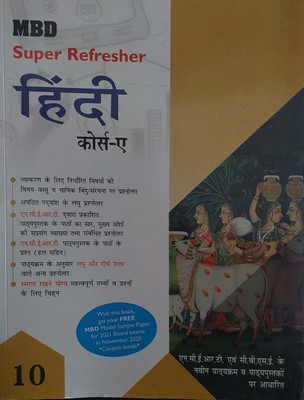 MBD
Super Refresher
हिंदी
कोर्स-ए
व्याकरण के लिए निर्धारित विषयों की
विषय-वस्तु व भाषिक बिंदु/संरचना पर प्रश्नोत्तर
अपठित गद्यांश के लघु प्रश्नोत्तर
एन.सी.ई.आर.टी. द्वारा प्रकाशित
पाठ्यपुस्तक के पाठों का सार, मुख्य अंशों
की सप्रसंग व्याख्या तथा संबंधित प्रश्नोत्तर
एन.सी.ई.आर.टी. पाठ्यपुस्तक के पाठों के
प्रश्न (हल सहित)
पाठ्यक्रम के अनुसार लघु और दीर्घ उत्तर
वाले अन्य प्रश्नोत्तर
स्मरण रखने योग्य महत्वपूर्ण तथ्यों व प्रश्नों
के लिए चिह्न
With this book,
get your FREE
MBD Model Sample Paper
for 2021 Board exams
in November, 2020
*Coupon Inside*
एन.सी.ई.आर.टी. एवं सी.बी.एस.ई. के
नवीन पाठ्यक्रम व पाठ्यपुस्तकों
पर आधारित
10